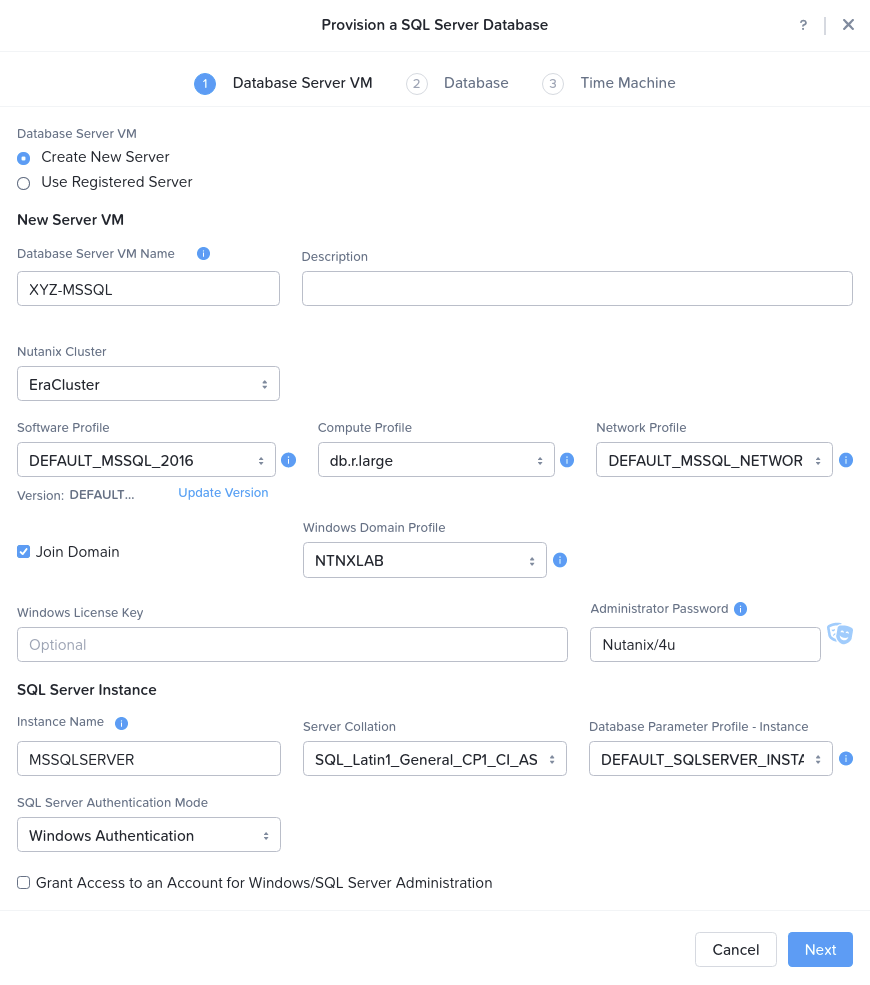 Provision a SQL Server Database
?
1 Database Server VM 2 Database 3 Time Machine
Database Server VM
Create New Server
Use Registered Server
New Server VM
Database Server VM Name i Description
XYZ-MSSQL
Nutanix Cluster
EraCluster
Software Profile Compute Profile Network Profile
DEFAULT_MSSQL_2016 i db.r.large i DEFAULT_MSSQL_NETWOR i
Version: DEFAULT... Update Version
Windows Domain Profile
Join Domain NTNXLAB i
Windows License Key Administrator Password i
Optional Nutanix/4u
SQL Server Instance
Instance Name i Server Collation Database Parameter Profile - Instance
MSSQLSERVER SQL_Latin1_General_CP1_CI_AS DEFAULT_SQLSERVER_INSTA i
SQL Server Authentication Mode
Windows Authentication
Grant Access to an Account for Windows/SQL Server Administration
Cancel Next